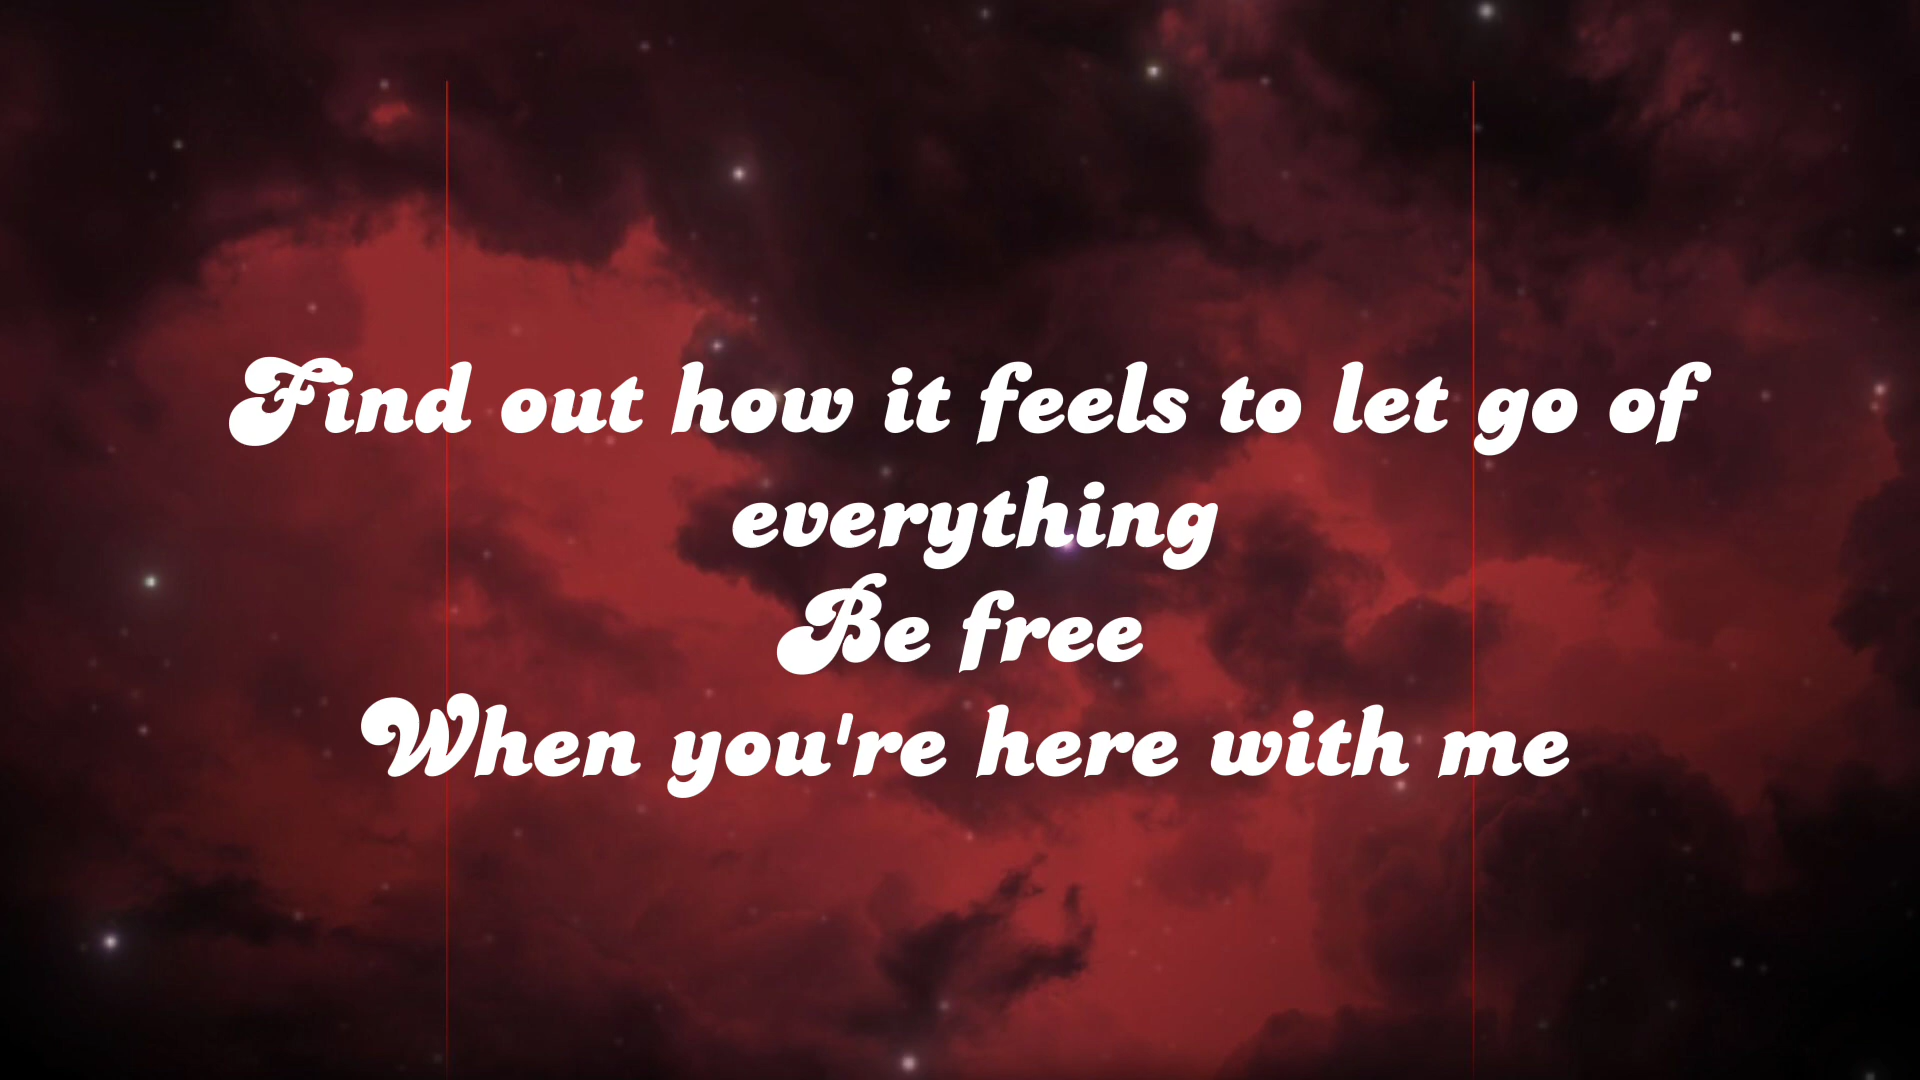 Find out how it feels to let go of
everything
Be free
When you're here with me